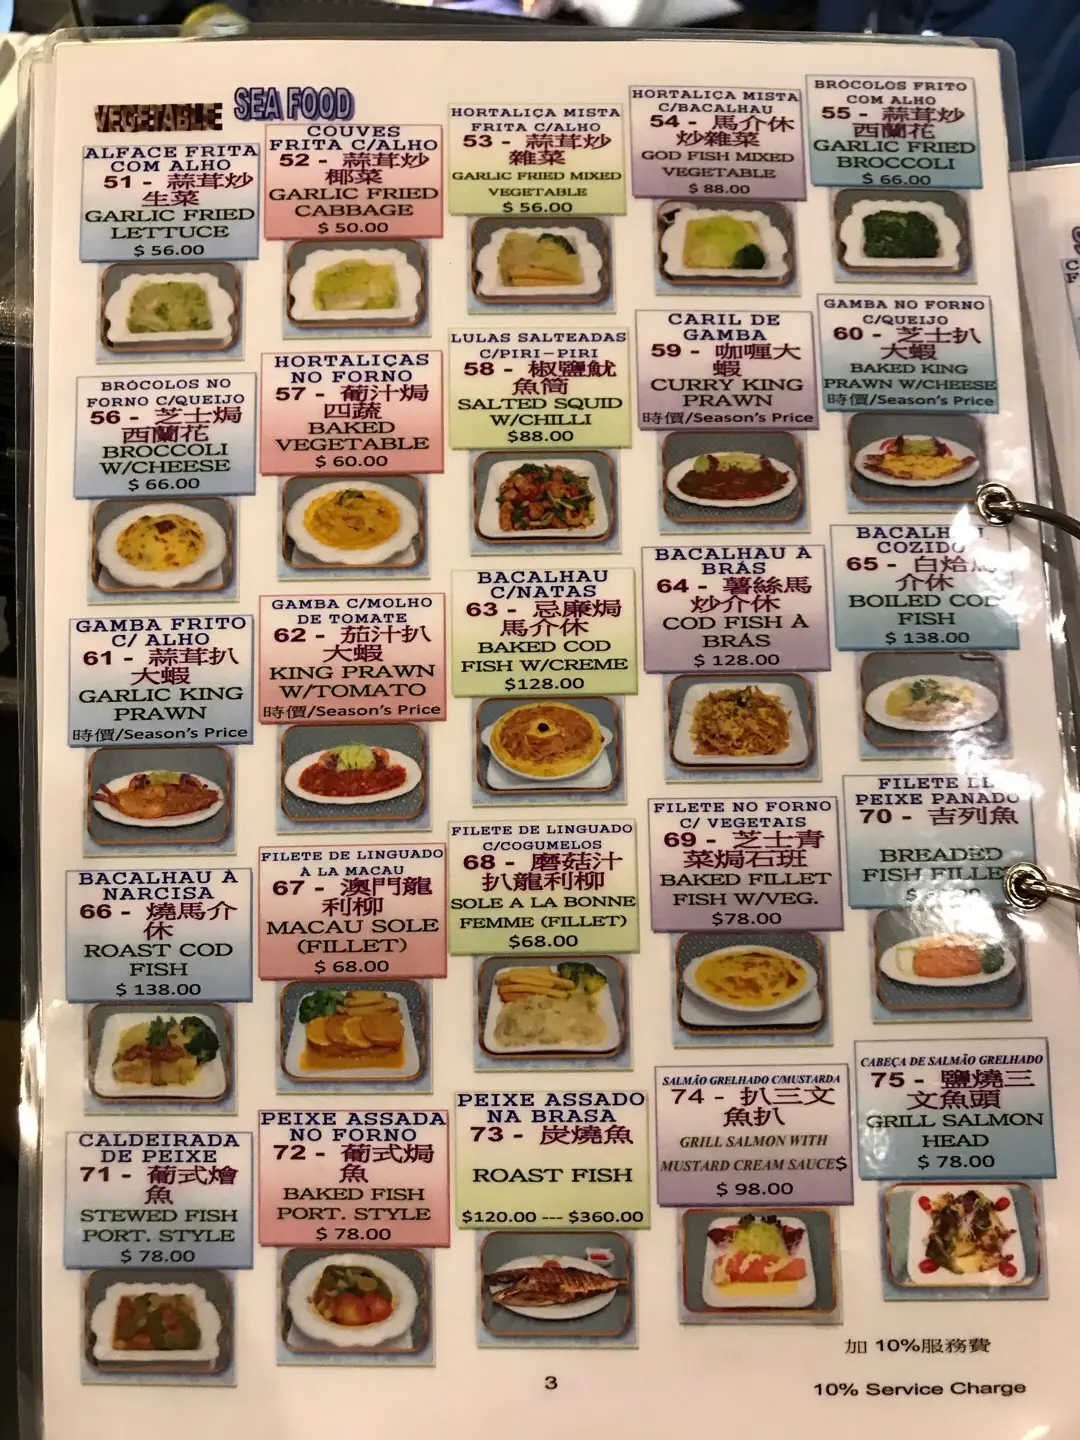 VEGETABLE SEA FOOD
ALFACE FRITA
COM ALHO
51 - 蒜茸炒
生菜
GARLIC FRIED
LETTUCE
$ 56.00
COUVES
FRITA C/ALHO
52 - 蒜茸炒
椰菜
GARLIC FRIED
CABBAGE
$ 50.00
HORTALIÇA MISTA
FRITA C/ALHO
53 - 蒜茸炒
雜菜
GARLIC FRIED MIXED
VEGETABLE
$ 56.00
HORTALIÇA MISTA
C/BACALHAU
54 - 馬介休
炒雜菜
GOD FISH MIXED
VEGETABLE
$ 88.00
BRÓCOLOS FRITO
COM ALHO
55 - 蒜茸炒
西蘭花
GARLIC FRIED
BROCCOLI
$ 66.00
BRÓCOLOS NO
FORNO C/QUEIJO
56 - 芝士焗
西蘭花
BROCCOLI
W/CHEESE
$ 66.00
HORTALIÇAS
NO FORNO
57 - 葡汁焗
四蔬
BAKED
VEGETABLE
$ 60.00
LULAS SALTEADAS
C/PIRI-PIRI
58 - 椒鹽魷
魚筒
SALTED SQUID
W/CHILLI
$88.00
CARIL DE
GAMBA
59 - 咖喱大
蝦
CURRY KING
PRAWN
時價/Season's Price
GAMBA NO FORNO
C/QUEIJO
60 - 芝士扒
大蝦
BAKED KING
PRAWN W/CHEESE
時價/Season's Price
GAMBA FRITO
C/ ALHO
61 - 蒜茸扒
大蝦
GARLIC KING
PRAWN
時價/Season's Price
GAMBA C/MOLHO
DE TOMATE
62 - 茄汁扒
大蝦
KING PRAWN
W/TOMATO
時價/Season's Price
BACALHAU
C/NATAS
63 - 忌廉焗
馬介休
BAKED COD
FISH W/CREME
$128.00
BACALHAU À
BRÁS
64 - 薯絲馬
炒介休
COD FISH À
BRÁS
$ 128.00
COZIDO
65 - 白烚馬
介休
BOILED COD
FISH
$ 138.00
BACALHAU À
NARCISA
66 - 燒馬介
休
ROAST COD
FISH
$ 138.00
FILETE DE LINGUADO
À LA MACAU
67 - 澳門龍
利柳
MACAU SOLE
(FILLET)
$ 68.00
FILETE DE LINGUADO
C/COGUMELOS
68 - 磨菇汁
扒龍利柳
SOLE A LA BONNE
FEMME (FILLET)
$68.00
FILETE NO FORNO
C/ VEGETAIS
69 - 芝士青
菜焗石班
BAKED FILLET
FISH W/VEG.
$78.00
FILETE DE
PEIXE PANADO
70 - 吉列魚
BREADED
FISH FILLET
CALDEIRADA
DE PEIXE
71 - 葡式燴
魚
STEWED FISH
PORT. STYLE
$ 78.00
PEIXE ASSADA
NO FORNO
72 - 葡式焗
魚
BAKED FISH
PORT. STYLE
$ 78.00
PEIXE ASSADO
NA BRASA
73 - 炭燒魚
ROAST FISH
$120.00 --- $360.00
SALMÃO GRELHADO C/MUSTARDA
74 - 扒三文
魚扒
GRILL SALMON WITH
MUSTARD CREAM SAUCE$
$ 98.00
CABEÇA DE SALMÃO GRELHADO
75 - 鹽燒三
文魚頭
GRILL SALMON
HEAD
$ 78.00
加 10%服務費
10% Service Charge
3